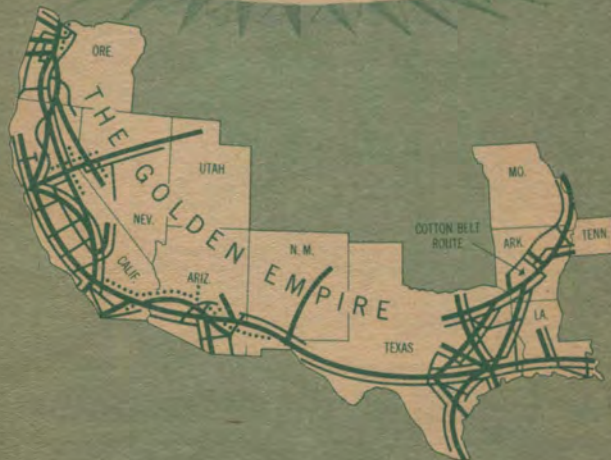 ORE.
THE GOLDEN EMPIRE
UTAH
NEV.
CALIF.
ARIZ.
N. M.
TEXAS
MO.
COTTON BELT
ROUTE
ARK.
TENN.
LA.